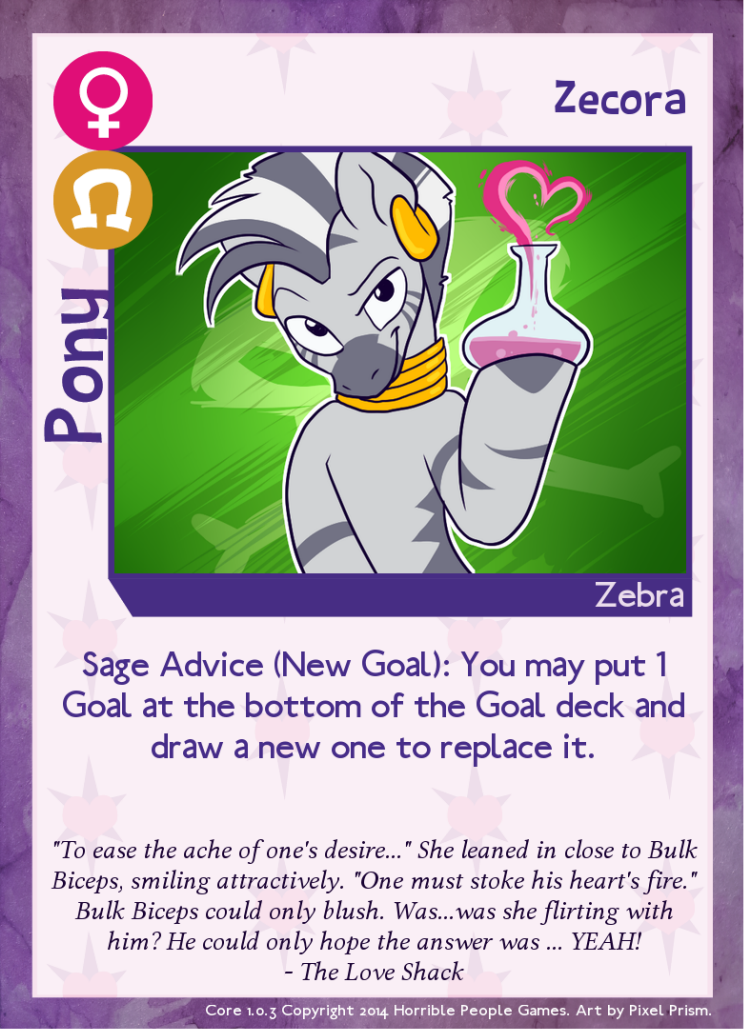 Zecora
Pony
Zebra
Sage Advice (New Goal): You may put 1
Goal at the bottom of the Goal deck and
draw a new one to replace it.
"To ease the ache of one's desire..." She leaned in close to Bulk
Biceps, smiling attractively. "One must stoke his heart's fire."
Bulk Biceps could only blush. Was...was she flirting with
him? He could only hope the answer was ... YEAH!
- The Love Shack
Core 1.0.3 Copyright 2014 Horrible People Games. Art by Pixel Prism.